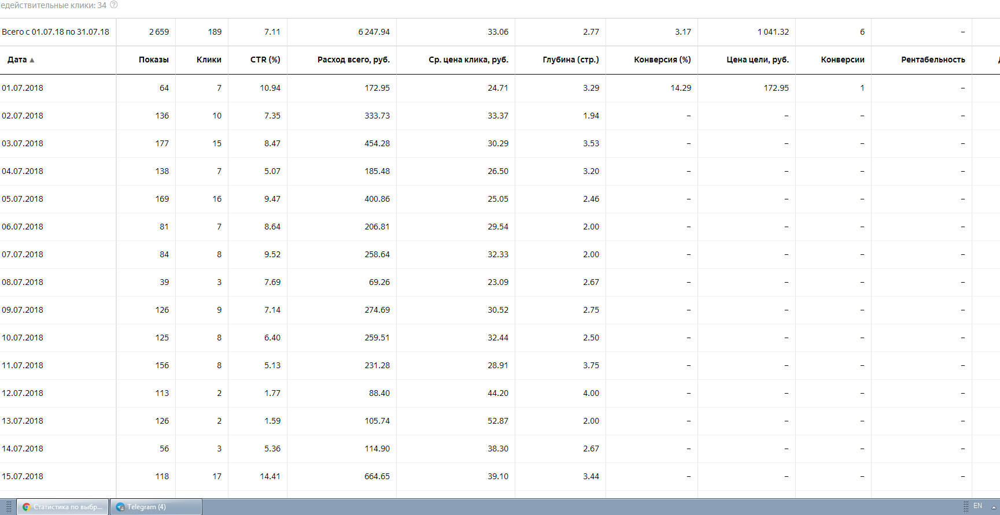 едействительные клики: 34 ?
Всего с 01.07.18 по 31.07.18 2 659 189 7.11 6 247.94 33.06 2.77 3.17 1 041.32 6 –
Дата ▲ Показы Клики CTR (%) Расход всего, руб. Ср. цена клика, руб. Глубина (стр.) Конверсия (%) Цена цели, руб. Конверсии Рентабельность
01.07.2018 64 7 10.94 172.95 24.71 3.29 14.29 172.95 1 –
02.07.2018 136 10 7.35 333.73 33.37 1.94 – – – –
03.07.2018 177 15 8.47 454.28 30.29 3.53 – – – –
04.07.2018 138 7 5.07 185.48 26.50 3.20 – – – –
05.07.2018 169 16 9.47 400.86 25.05 2.46 – – – –
06.07.2018 81 7 8.64 206.81 29.54 2.00 – – – –
07.07.2018 84 8 9.52 258.64 32.33 2.00 – – – –
08.07.2018 39 3 7.69 69.26 23.09 2.67 – – – –
09.07.2018 126 9 7.14 274.69 30.52 2.75 – – – –
10.07.2018 125 8 6.40 259.51 32.44 2.50 – – – –
11.07.2018 156 8 5.13 231.28 28.91 3.75 – – – –
12.07.2018 113 2 1.77 88.40 44.20 4.00 – – – –
13.07.2018 126 2 1.59 105.74 52.87 2.00 – – – –
14.07.2018 56 3 5.36 114.90 38.30 2.67 – – – –
15.07.2018 118 17 14.41 664.65 39.10 3.44 – – – –
Статистика по выбр... Telegram (4) EN